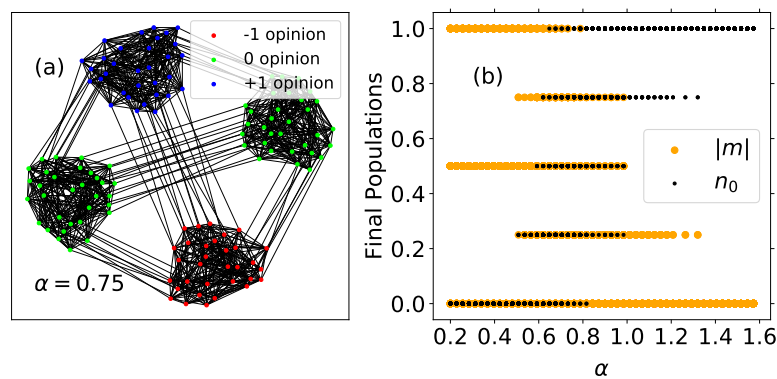 (a)
-1 opinion
0 opinion
+1 opinion
α = 0.75
Final Populations
1.0
0.8
0.6
0.4
0.2
0.0
(b)
|m|
n₀
0.2 0.4 0.6 0.8 1.0 1.2 1.4 1.6
α